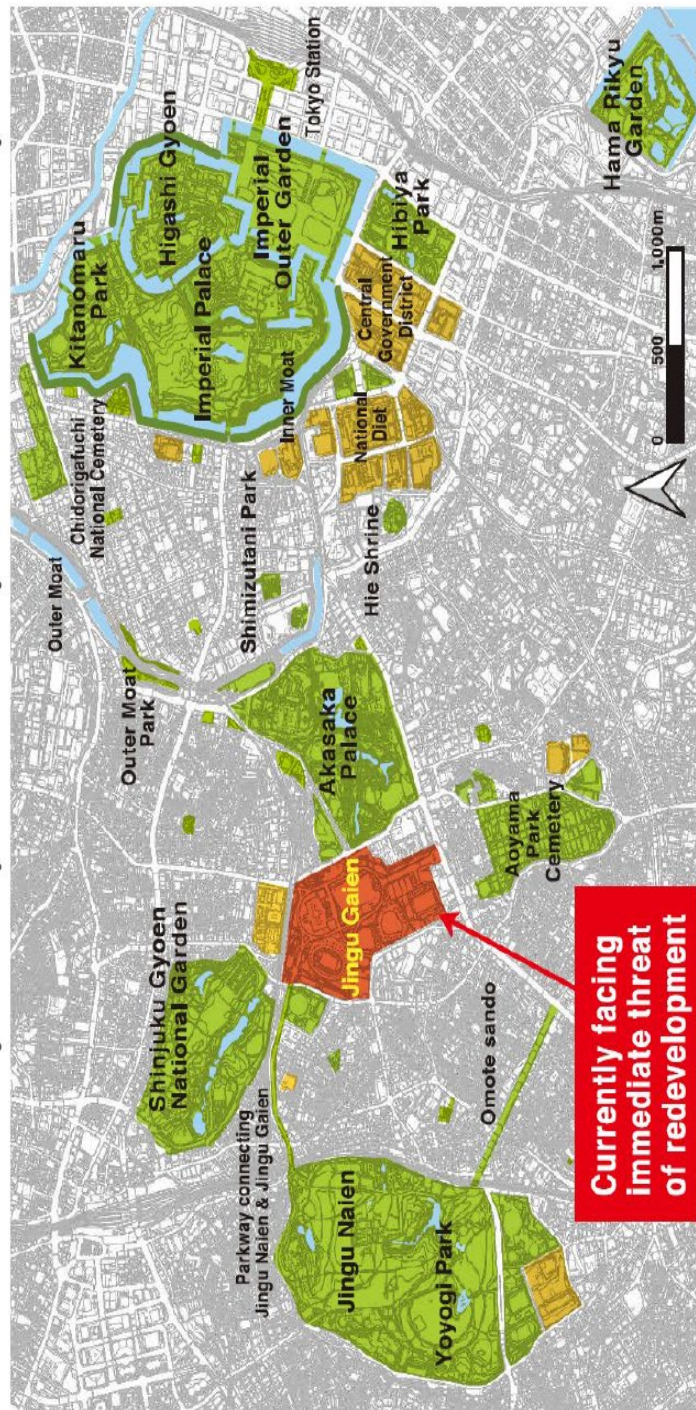 Tokyo Station
Hama Rikyu
Garden
Higashi Gyoen
Imperial
Outer Garden
Hibiya
Park
Kitanomaru
Park
Imperial Palace
Central
Government
District
Inner Moat
National
Diet
Chidorigafuchi
National Cemetery
Shimizutani Park
Hie Shrine
Outer Moat
Outer Moat
Park
Akasaka
Palace
Aoyama
Park
Cemetery
Jingu Gaien
Shinjuku Gyoen
National Garden
Omote sando
Parkway connecting
Jingu Naien & Jingu Gaien
Jingu Naien
Yoyogi Park
Currently facing
immediate threat
of redevelopment
0 500 1,000m